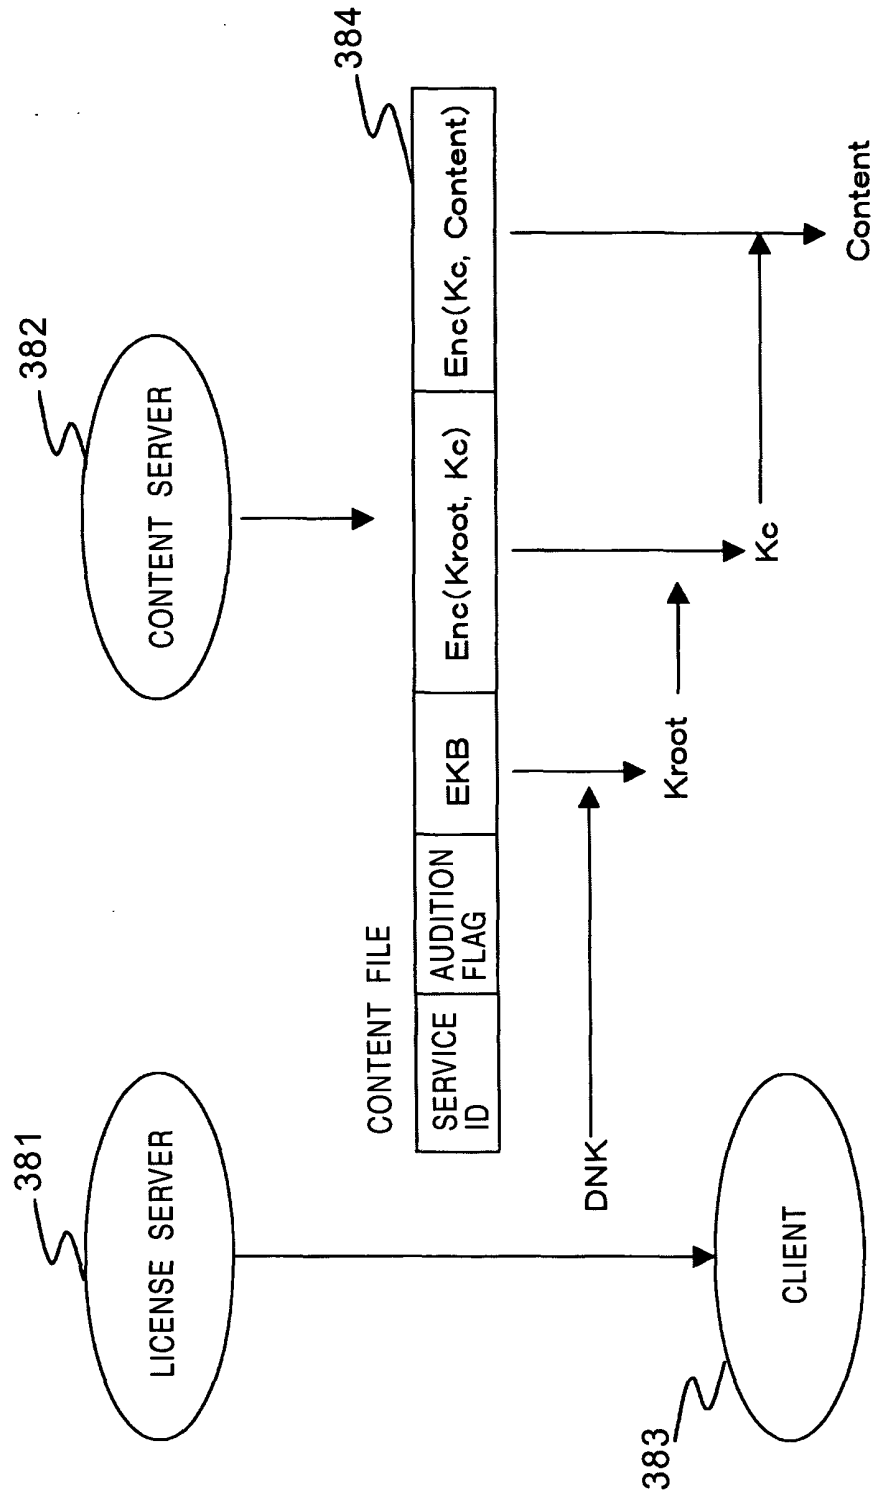 381
LICENSE SERVER
382
CONTENT SERVER
384
CONTENT FILE
SERVICE
ID
AUDITION
FLAG
EKB
Enc(Kroot, Kc)
Enc(Kc, Content)
DNK
Kroot
Kc
Content
383
CLIENT